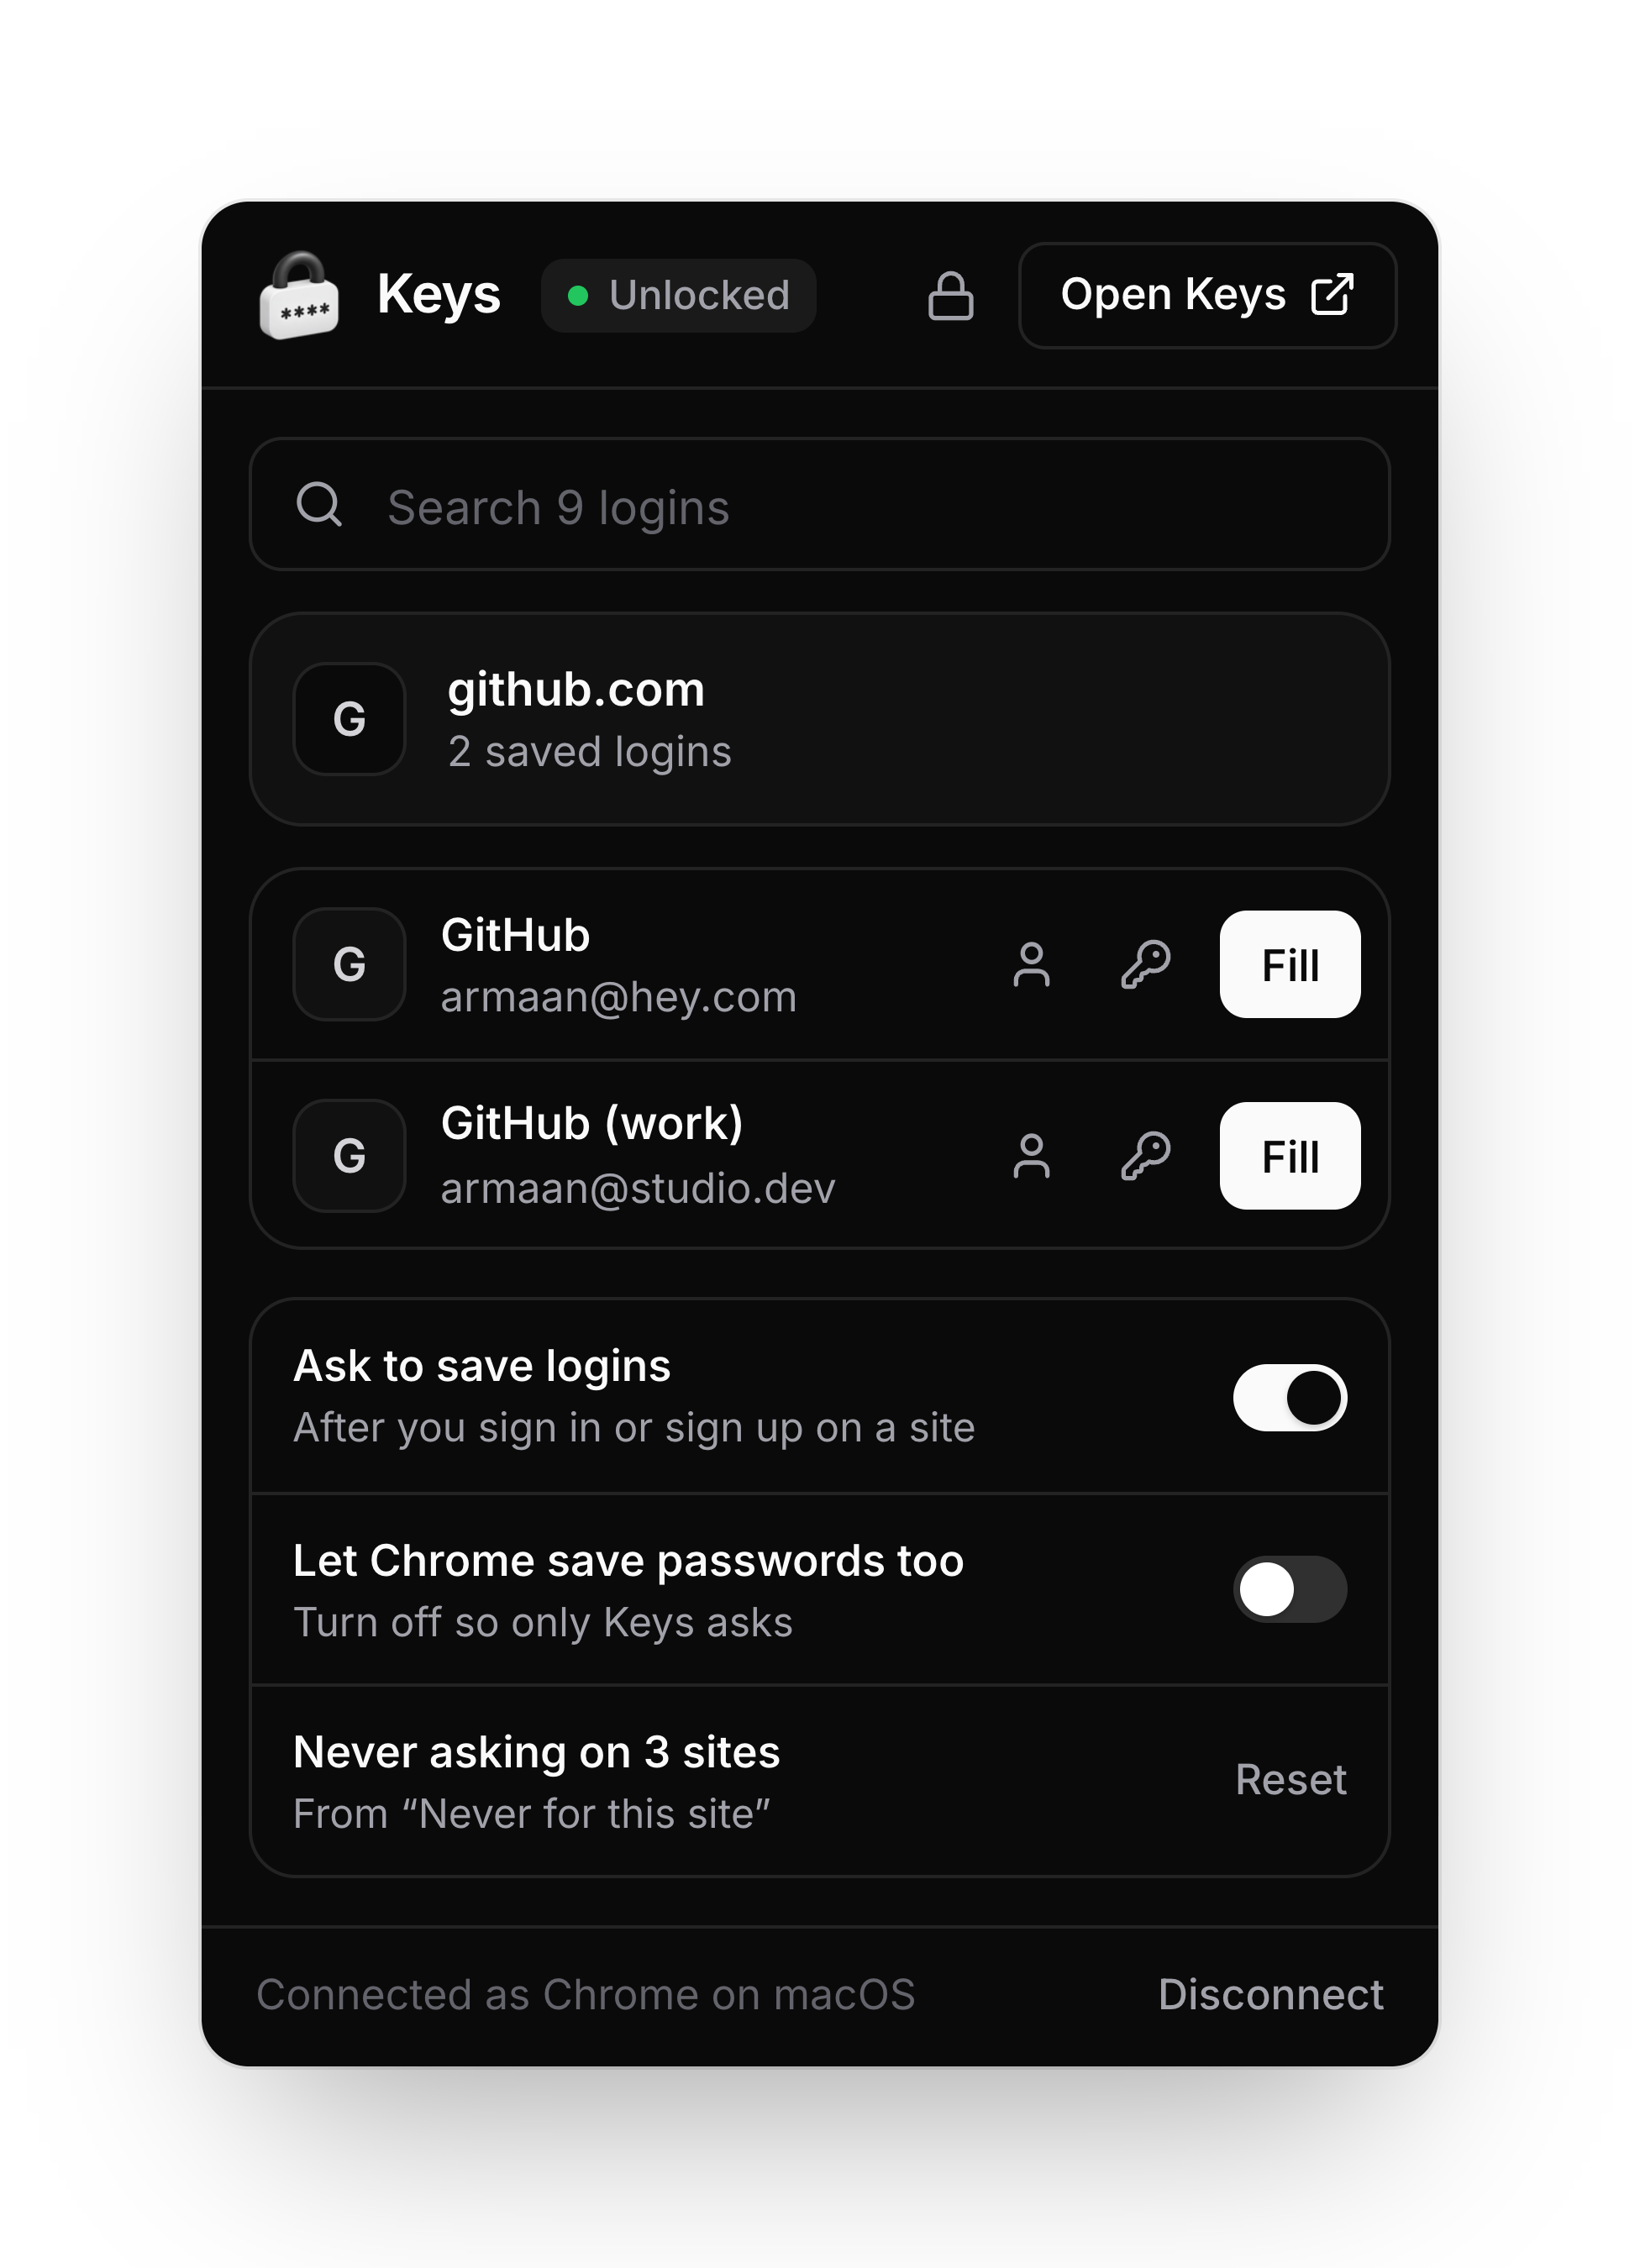 ****
Keys
Unlocked
Open Keys
Search 9 logins
G
github.com
2 saved logins
G
GitHub
armaan@hey.com
Fill
G
GitHub (work)
armaan@studio.dev
Fill
Ask to save logins
After you sign in or sign up on a site
Let Chrome save passwords too
Turn off so only Keys asks
Never asking on 3 sites
From “Never for this site”
Reset
Connected as Chrome on macOS
Disconnect